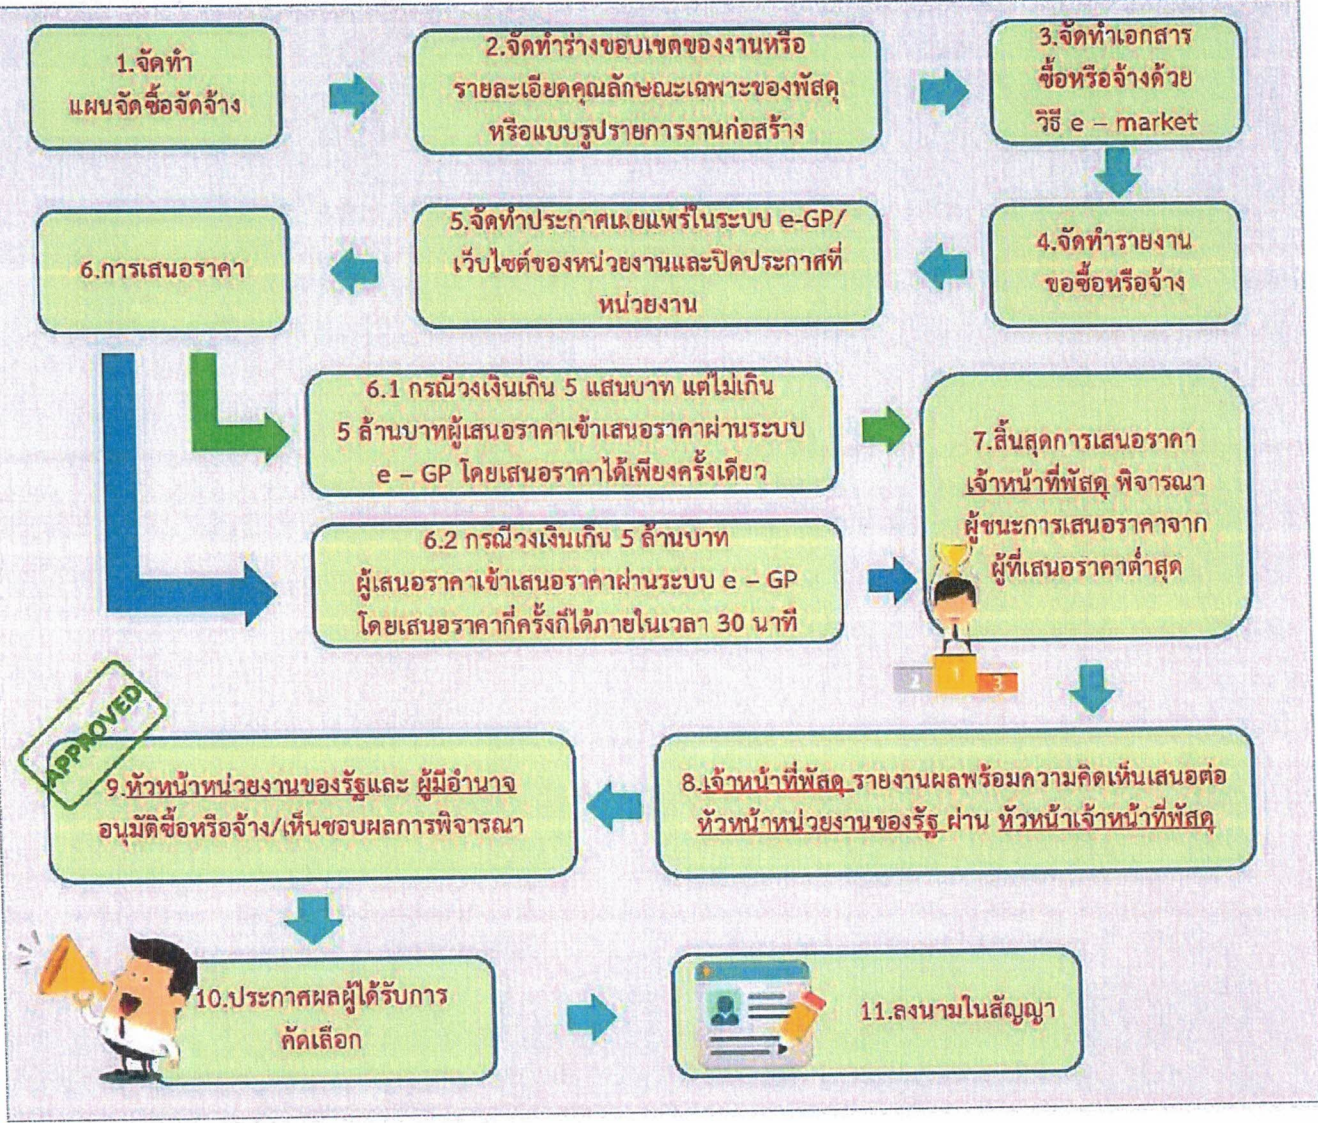 1.จัดทำ
แผนจัดซื้อจัดจ้าง
2.จัดทำร่างขอบเขตของงานหรือ
รายละเอียดคุณลักษณะเฉพาะของพัสดุ
หรือแบบรูปรายการงานก่อสร้าง
3.จัดทำเอกสาร
ซื้อหรือจ้างด้วย
วิธี e – market
4.จัดทำรายงาน
ขอซื้อหรือจ้าง
5.จัดทำประกาศเผยแพร่ในระบบ e-GP/
เว็บไซต์ของหน่วยงานและปิดประกาศที่
หน่วยงาน
6.การเสนอราคา
6.1 กรณีวงเงินเกิน 5 แสนบาท แต่ไม่เกิน
5 ล้านบาทผู้เสนอราคาเข้าเสนอราคาผ่านระบบ
e – GP โดยเสนอราคาได้เพียงครั้งเดียว
6.2 กรณีวงเงินเกิน 5 ล้านบาท
ผู้เสนอราคาเข้าเสนอราคาผ่านระบบ e – GP
โดยเสนอราคากี่ครั้งก็ได้ภายในเวลา 30 นาที
7.สิ้นสุดการเสนอราคา
เจ้าหน้าที่พัสดุ พิจารณา
ผู้ชนะการเสนอราคาจาก
ผู้ที่เสนอราคาต่ำสุด
2 1 3
8.เจ้าหน้าที่พัสดุ รายงานผลพร้อมความคิดเห็นเสนอต่อ
หัวหน้าหน่วยงานของรัฐ ผ่าน หัวหน้าเจ้าหน้าที่พัสดุ
APPROVED
9.หัวหน้าหน่วยงานของรัฐและ ผู้มีอำนาจ
อนุมัติซื้อหรือจ้าง/เห็นชอบผลการพิจารณา
10.ประกาศผลผู้ได้รับการ
คัดเลือก
11.ลงนามในสัญญา